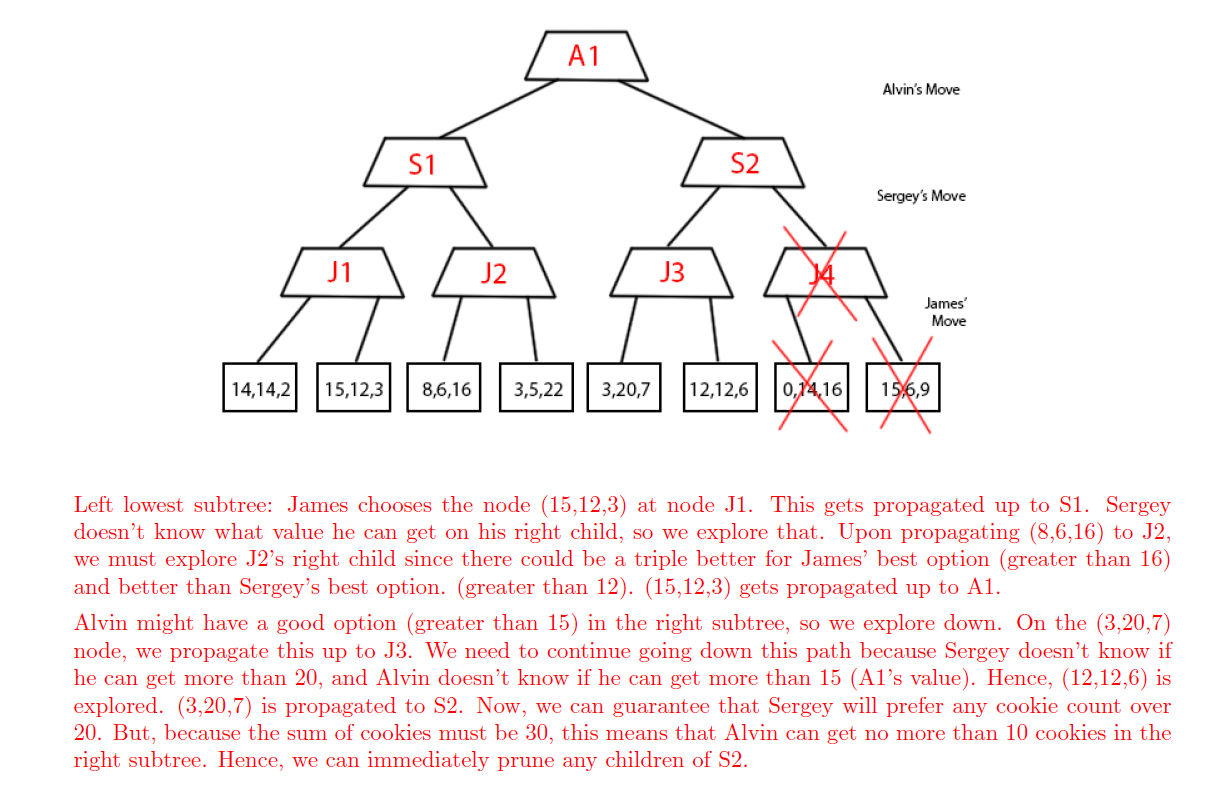 A1
Alvin's Move
S1
S2
Sergey's Move
J1
J2
J3
J4
James'
Move
14,14,2
15,12,3
8,6,16
3,5,22
3,20,7
12,12,6
0,14,16
15,6,9
Left lowest subtree: James chooses the node (15,12,3) at node J1. This gets propagated up to S1. Sergey
doesn't know what value he can get on his right child, so we explore that. Upon propagating (8,6,16) to J2,
we must explore J2's right child since there could be a triple better for James' best option (greater than 16)
and better than Sergey's best option. (greater than 12). (15,12,3) gets propagated up to A1.
Alvin might have a good option (greater than 15) in the right subtree, so we explore down. On the (3,20,7)
node, we propagate this up to J3. We need to continue going down this path because Sergey doesn't know if
he can get more than 20, and Alvin doesn't know if he can get more than 15 (A1's value). Hence, (12,12,6) is
explored. (3,20,7) is propagated to S2. Now, we can guarantee that Sergey will prefer any cookie count over
20. But, because the sum of cookies must be 30, this means that Alvin can get no more than 10 cookies in the
right subtree. Hence, we can immediately prune any children of S2.